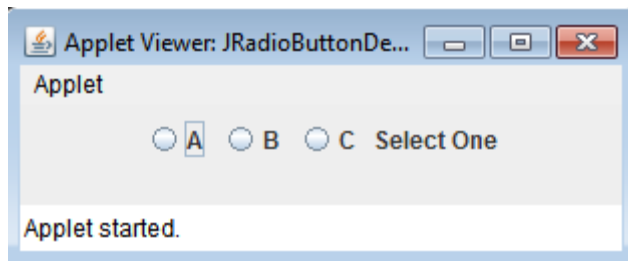 Applet Viewer: JRadioButtonDe...
Applet
A B C Select One
Applet started.